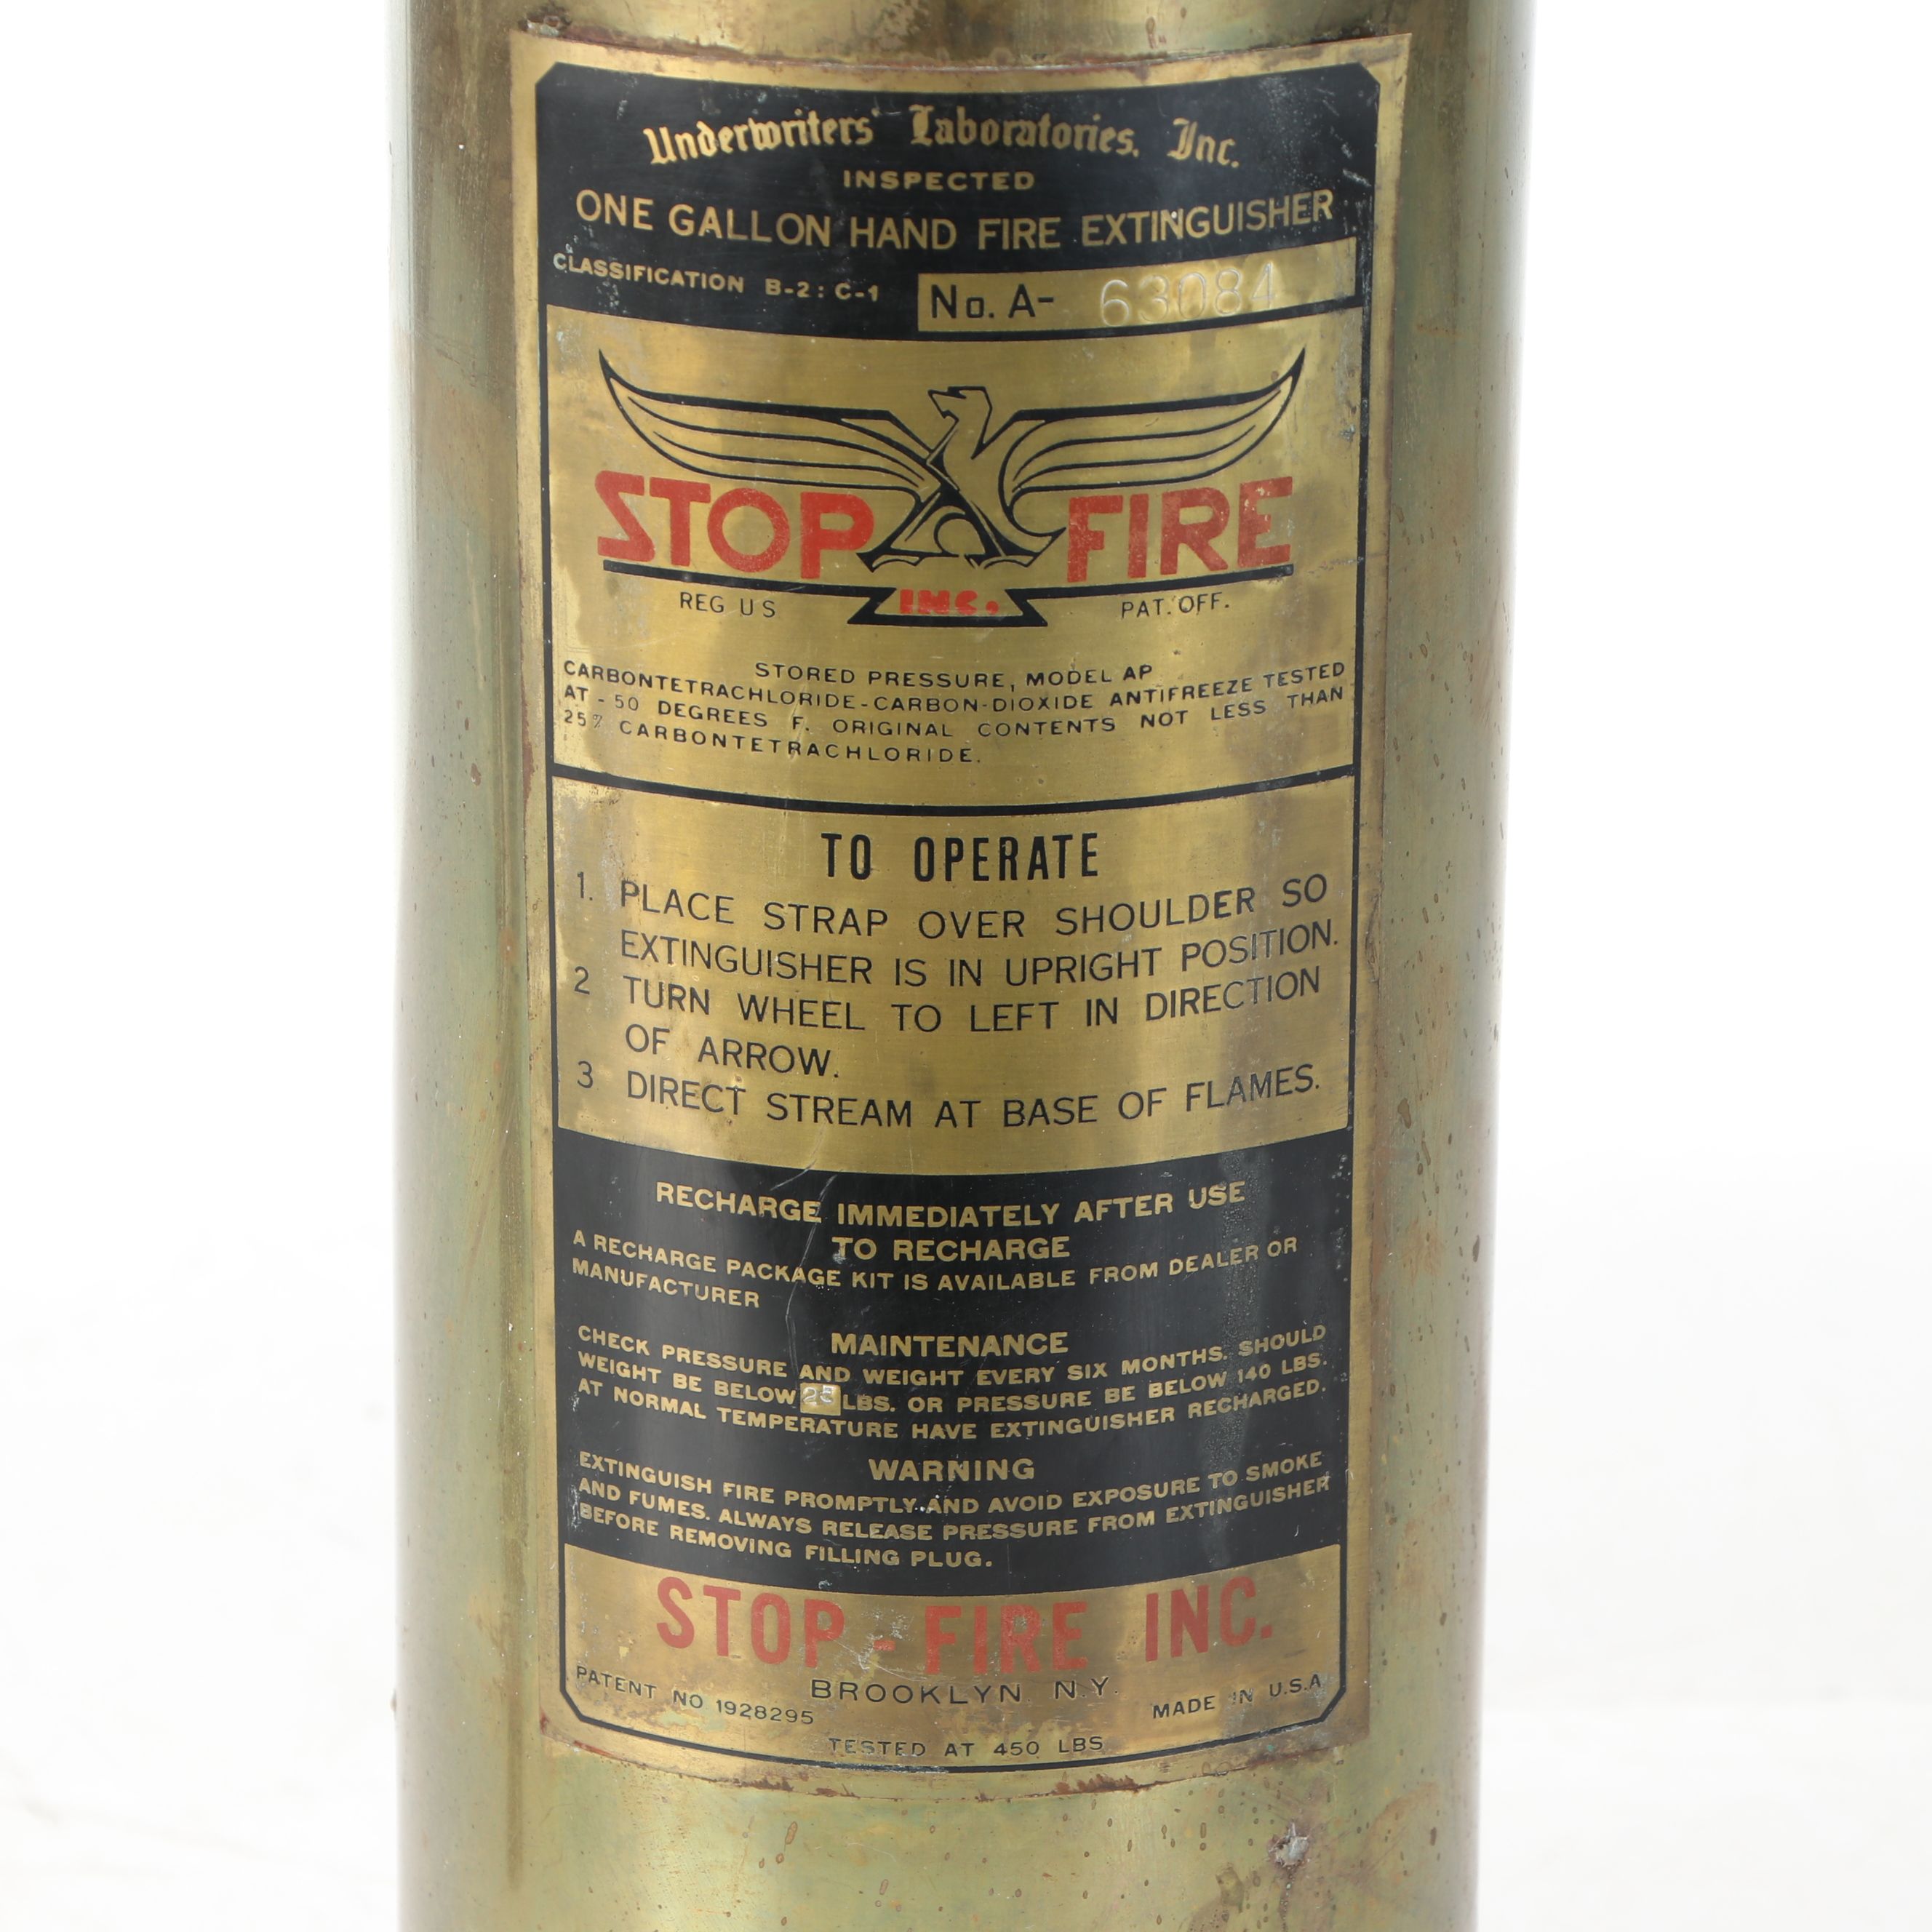 Underwriters' Laboratories, Inc.
INSPECTED
ONE GALLON HAND FIRE EXTINGUISHER
CLASSIFICATION B-2: C-1
No. A- 63084
STOP FIRE
INC.
REG US PAT. OFF.
STORED PRESSURE, MODEL AP
CARBONTETRACHLORIDE-CARBON-DIOXIDE ANTIFREEZE TESTED
AT -50 DEGREES F. ORIGINAL CONTENTS NOT LESS THAN
25% CARBONTETRACHLORIDE.
TO OPERATE
1. PLACE STRAP OVER SHOULDER SO
EXTINGUISHER IS IN UPRIGHT POSITION.
2 TURN WHEEL TO LEFT IN DIRECTION
OF ARROW.
3 DIRECT STREAM AT BASE OF FLAMES.
RECHARGE IMMEDIATELY AFTER USE
TO RECHARGE
A RECHARGE PACKAGE KIT IS AVAILABLE FROM DEALER OR
MANUFACTURER
MAINTENANCE
CHECK PRESSURE AND WEIGHT EVERY SIX MONTHS. SHOULD
WEIGHT BE BELOW LBS. OR PRESSURE BE BELOW 140 LBS.
AT NORMAL TEMPERATURE HAVE EXTINGUISHER RECHARGED.
WARNING
EXTINGUISH FIRE PROMPTLY AND AVOID EXPOSURE TO SMOKE
AND FUMES. ALWAYS RELEASE PRESSURE FROM EXTINGUISHER
BEFORE REMOVING FILLING PLUG.
STOP-FIRE INC.
BROOKLYN N.Y.
PATENT NO 1928295 MADE IN U.S.A
TESTED AT 450 LBS